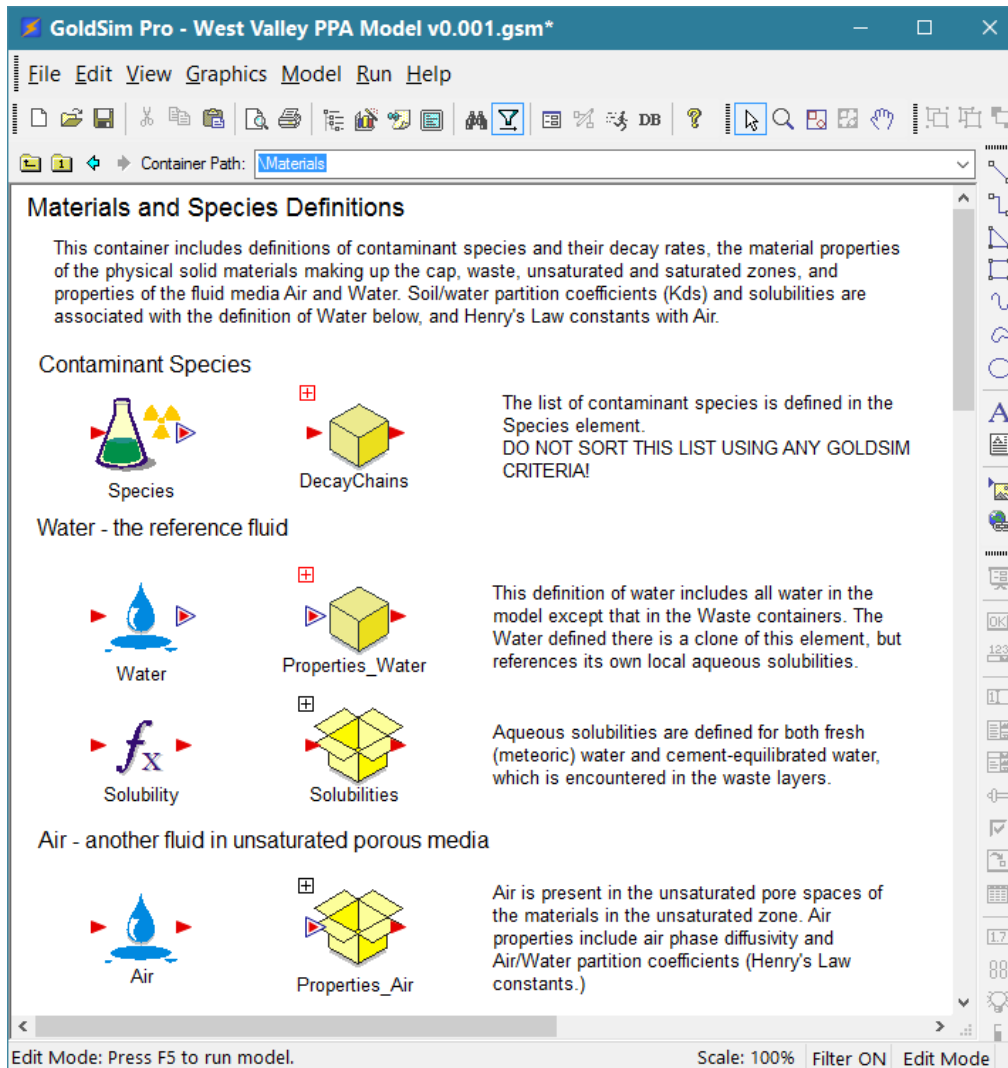 GoldSim Pro - West Valley PPA Model v0.001.gsm*
File Edit View Graphics Model Run Help
DB
Container Path: \Materials
Materials and Species Definitions
This container includes definitions of contaminant species and their decay rates, the material properties
of the physical solid materials making up the cap, waste, unsaturated and saturated zones, and
properties of the fluid media Air and Water. Soil/water partition coefficients (Kds) and solubilities are
associated with the definition of Water below, and Henry's Law constants with Air.
Contaminant Species
Species
DecayChains
The list of contaminant species is defined in the
Species element.
DO NOT SORT THIS LIST USING ANY GOLDSIM
CRITERIA!
Water - the reference fluid
Water
Properties_Water
This definition of water includes all water in the
model except that in the Waste containers. The
Water defined there is a clone of this element, but
references its own local aqueous solubilities.
fx
Solubility
Solubilities
Aqueous solubilities are defined for both fresh
(meteoric) water and cement-equilibrated water,
which is encountered in the waste layers.
Air - another fluid in unsaturated porous media
Air
Properties_Air
Air is present in the unsaturated pore spaces of
the materials in the unsaturated zone. Air
properties include air phase diffusivity and
Air/Water partition coefficients (Henry's Law
constants.)
A
OK
123
1.7
88
Edit Mode: Press F5 to run model.
Scale: 100% Filter ON Edit Mode